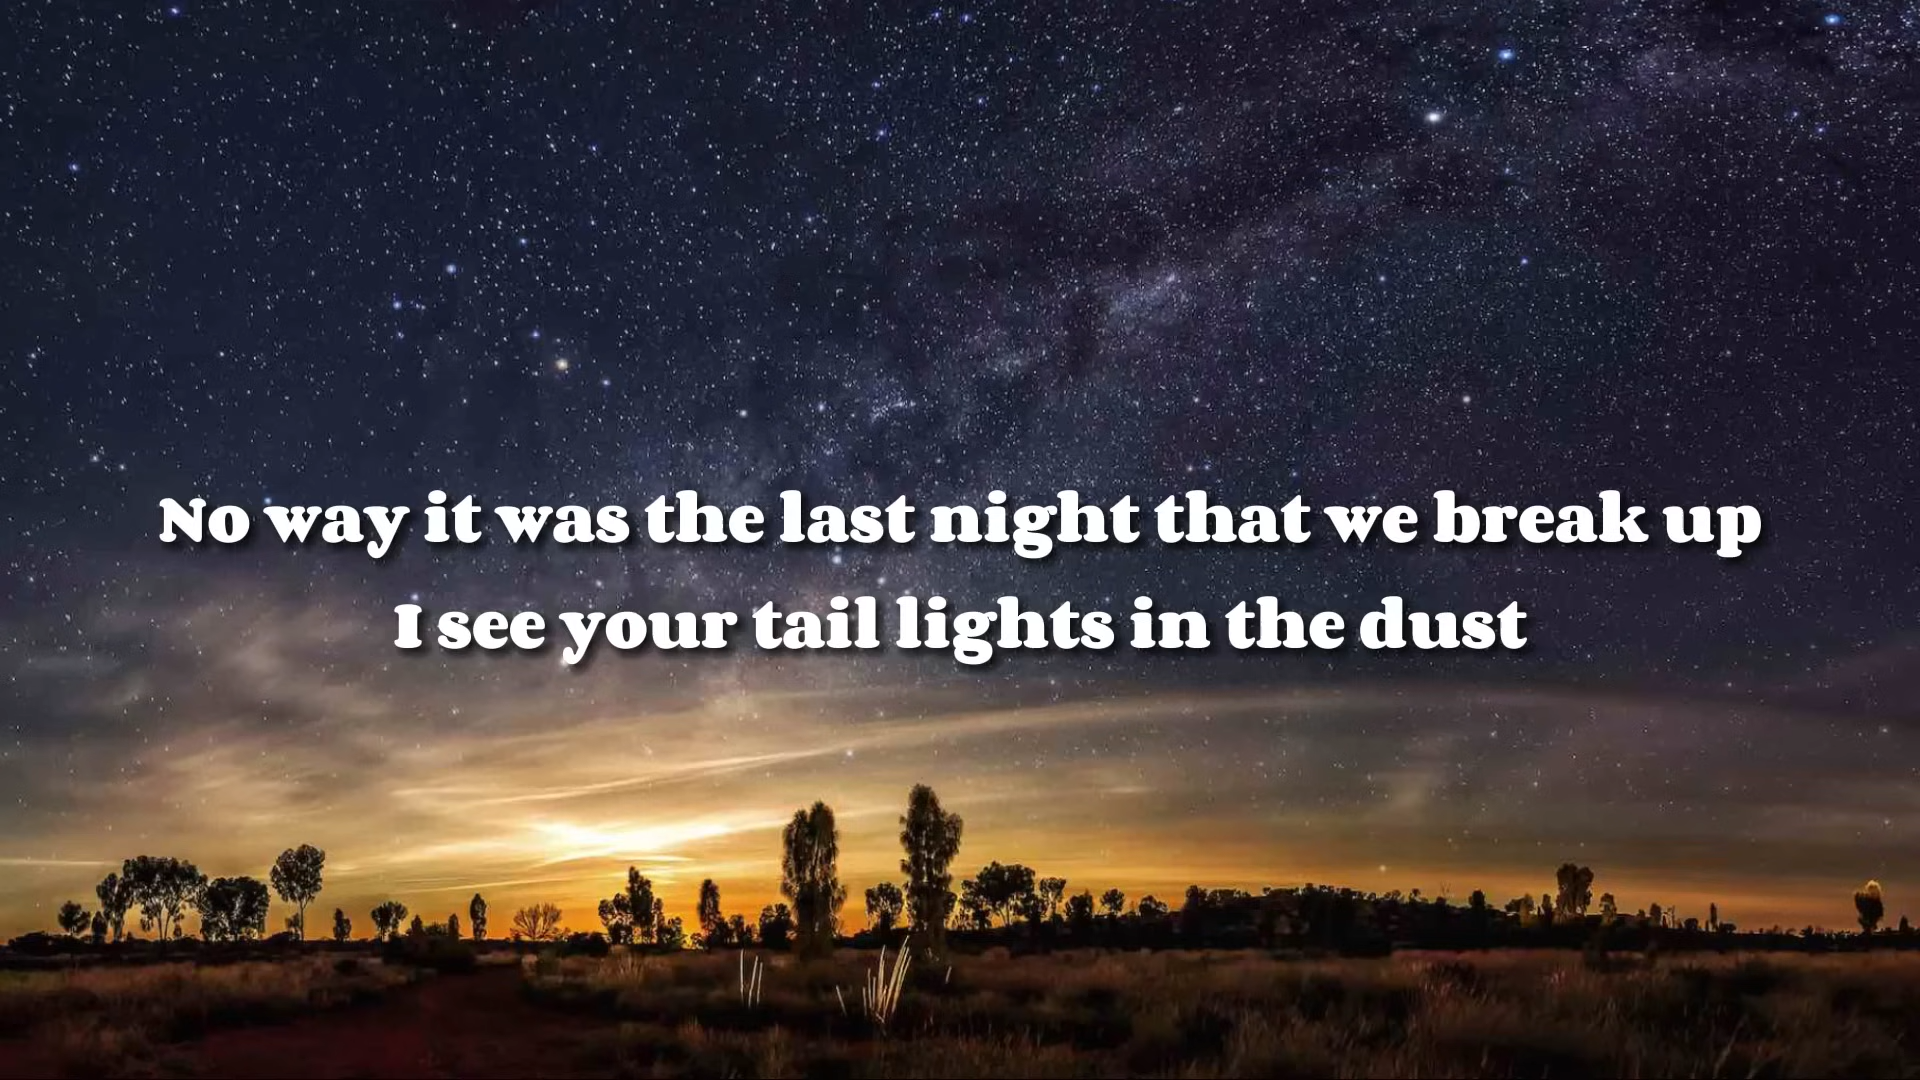 No way it was the last night that we break up
I see your tail lights in the dust